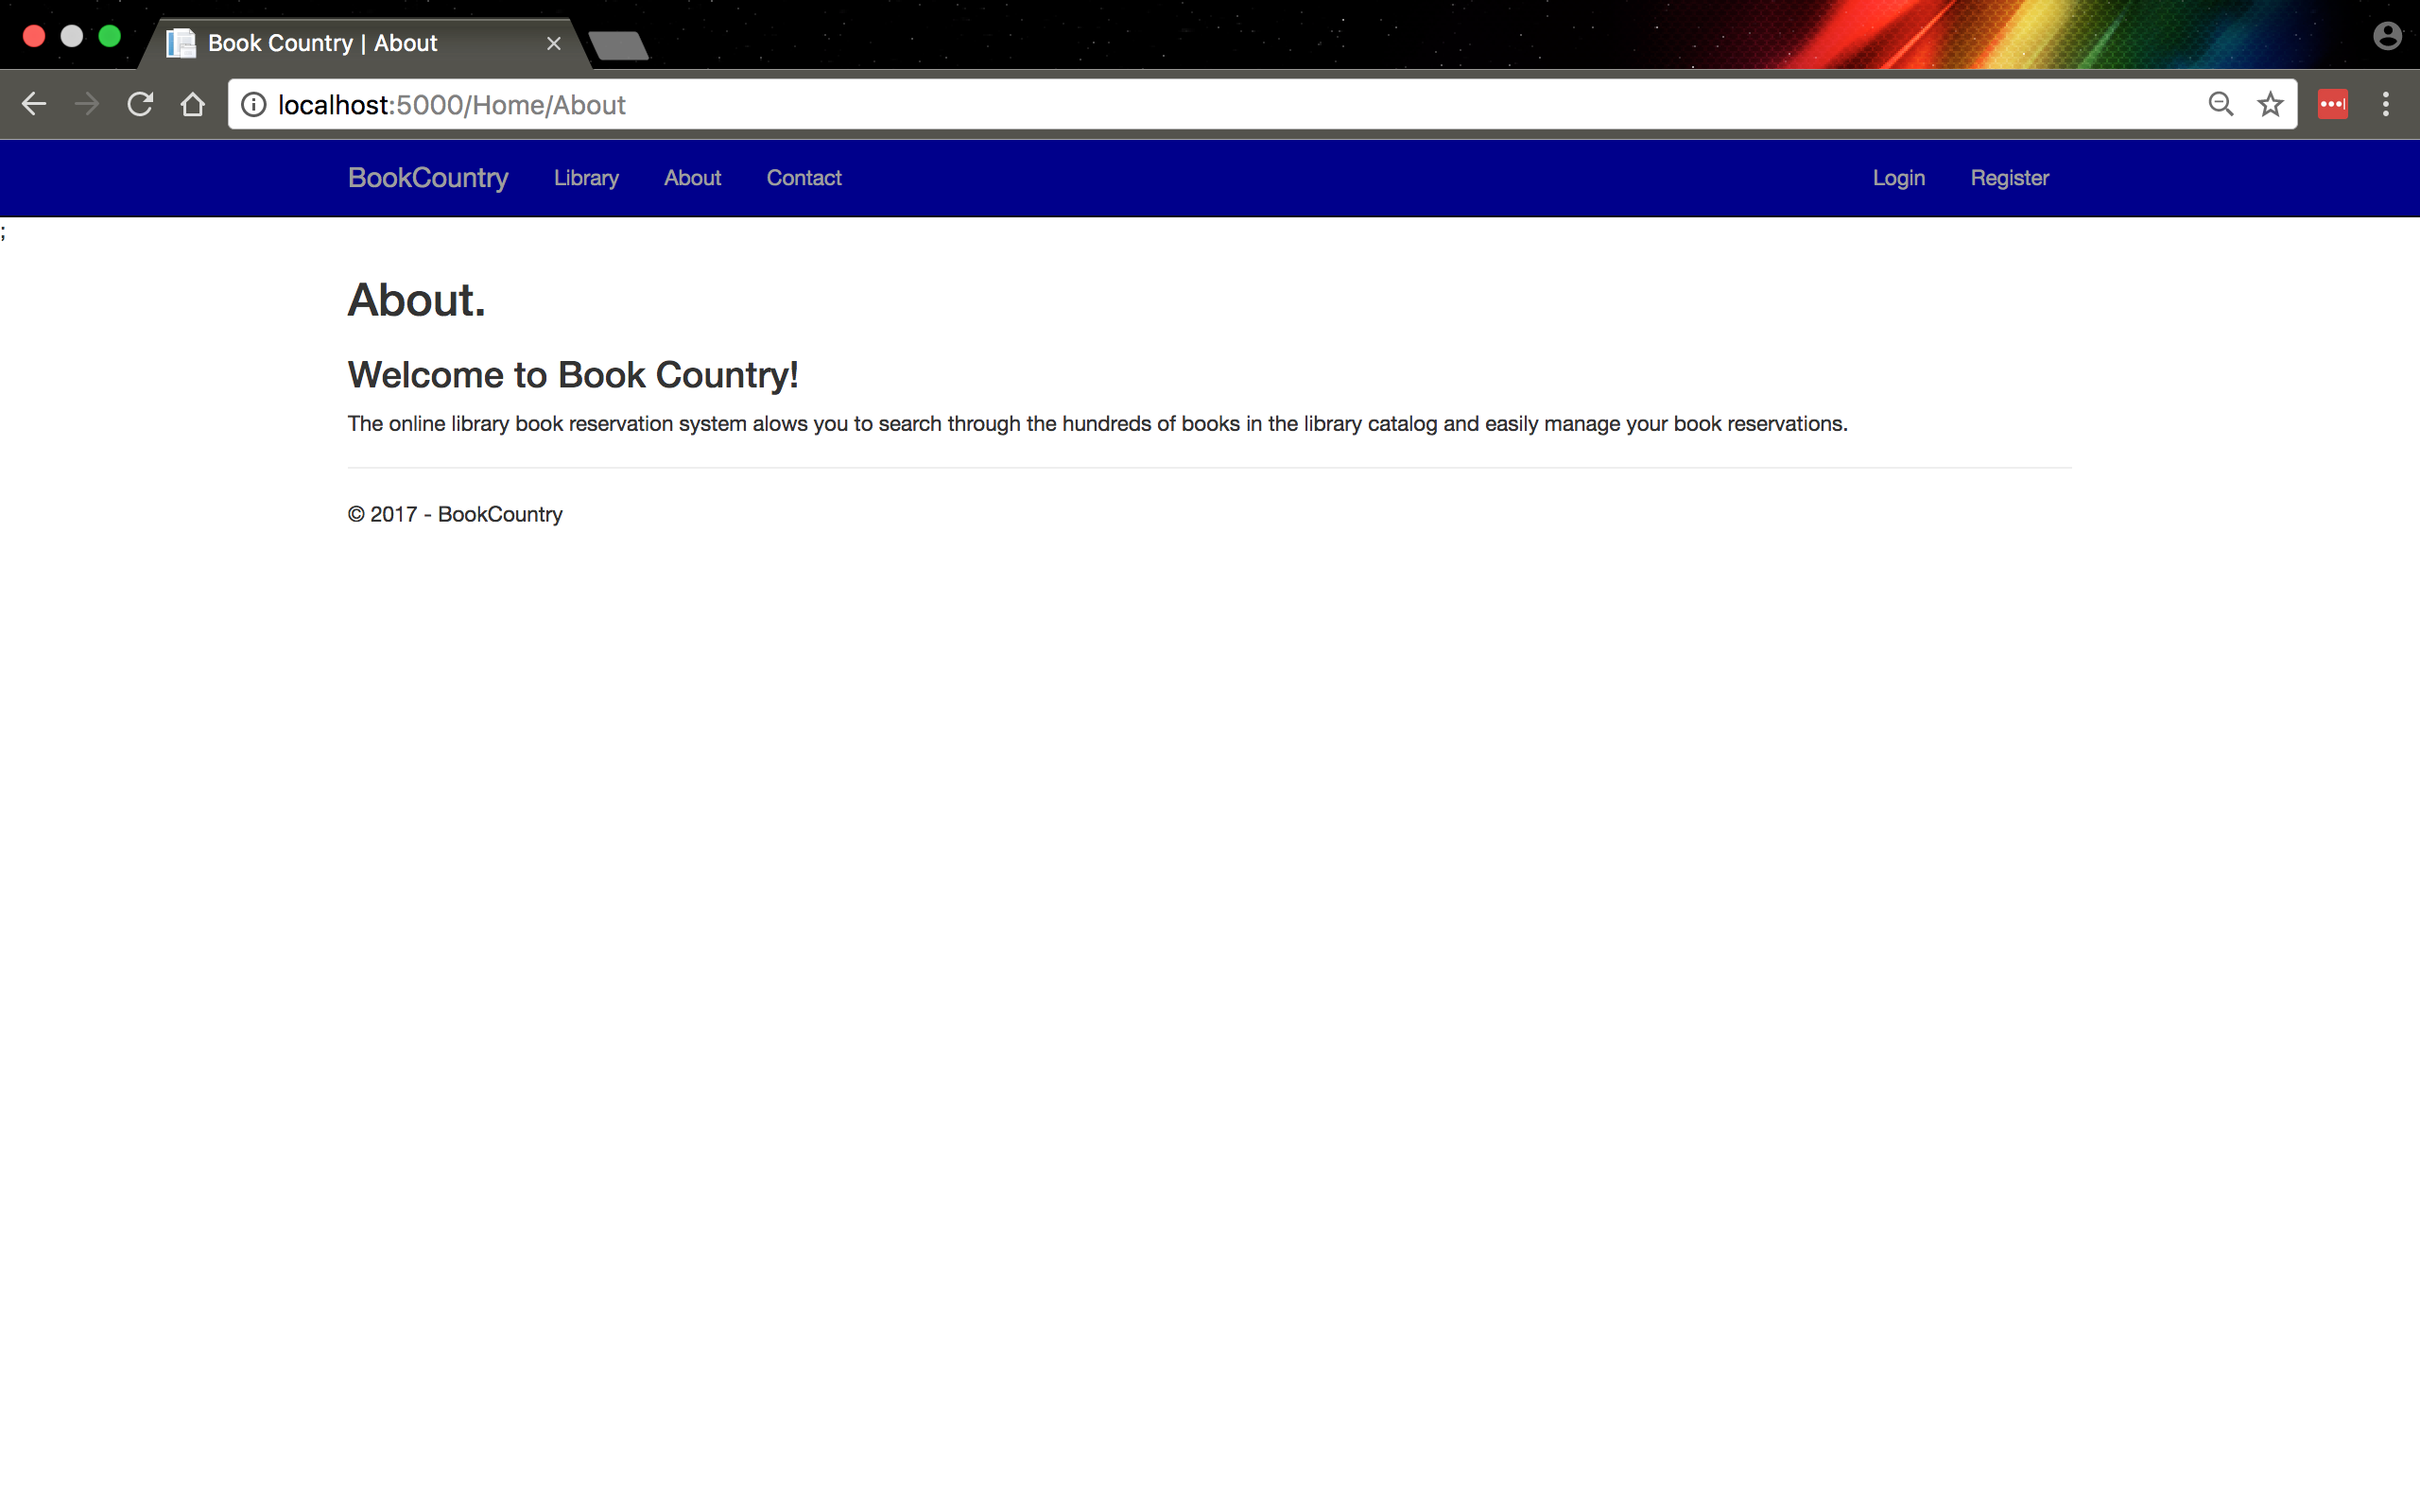 Book Country | About
localhost:5000/Home/About
BookCountry Library About Contact Login Register
;
About.
Welcome to Book Country!
The online library book reservation system alows you to search through the hundreds of books in the library catalog and easily manage your book reservations.
© 2017 - BookCountry